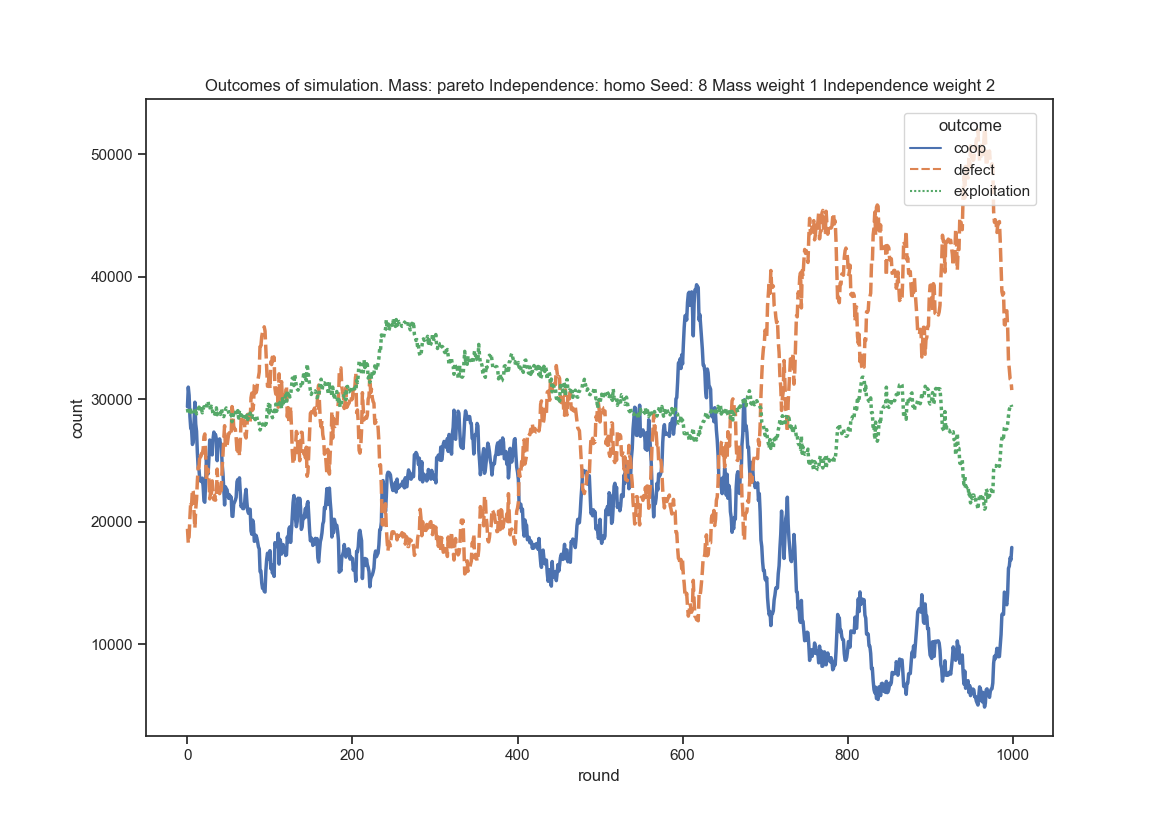 Outcomes of simulation. Mass: pareto Independence: homo Seed: 8 Mass weight 1 Independence weight 2
outcome
coop
defect
exploitation
50000
40000
30000
20000
10000
count
0
200
400
600
800
1000
round